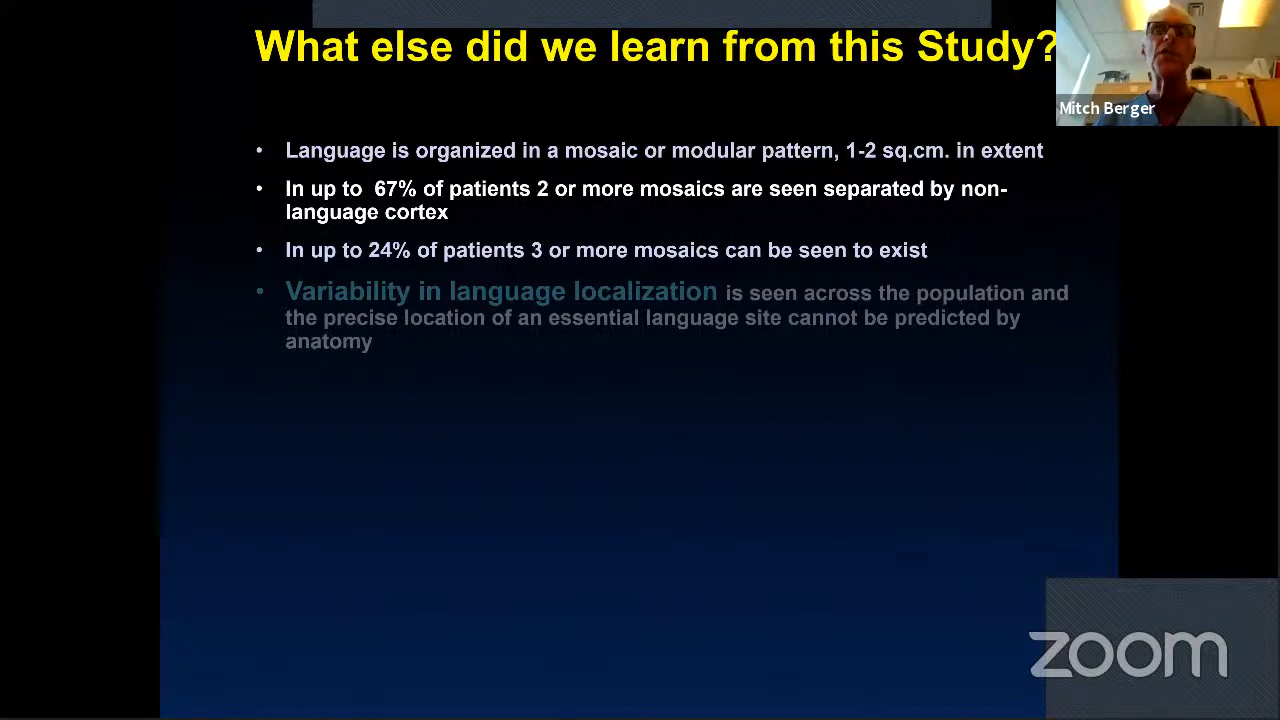 What else did we learn from this Study?
Mitch Berger
• Language is organized in a mosaic or modular pattern, 1-2 sq.cm. in extent
• In up to 67% of patients 2 or more mosaics are seen separated by non-
language cortex
• In up to 24% of patients 3 or more mosaics can be seen to exist
• Variability in language localization is seen across the population and
the precise location of an essential language site cannot be predicted by
anatomy
zoom